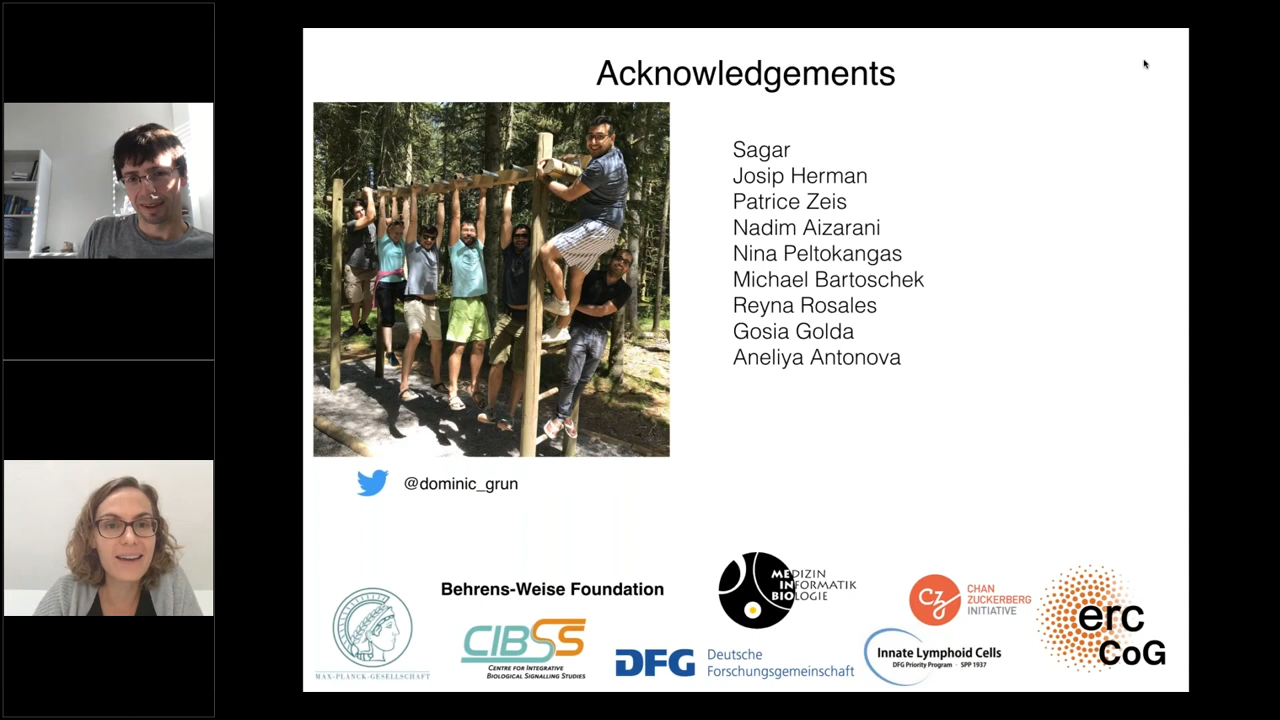 Acknowledgements
Sagar
Josip Herman
Patrice Zeis
Nadim Aizarani
Nina Peltokangas
Michael Bartoschek
Reyna Rosales
Gosia Golda
Aneliya Antonova
@dominic_grun
Behrens-Weise Foundation
MAX-PLANCK-GESELLSCHAFT
CIBSS
CENTRE FOR INTEGRATIVE
BIOLOGICAL SIGNALLING STUDIES
MEDIZIN
INFORMATIK
BIOLOGIE
DFG
Deutsche
Forschungsgemeinschaft
CZ
CHAN
ZUCKERBERG
INITIATIVE
Innate Lymphoid Cells
DFG Priority Program · SPP 1937
erc
CoG